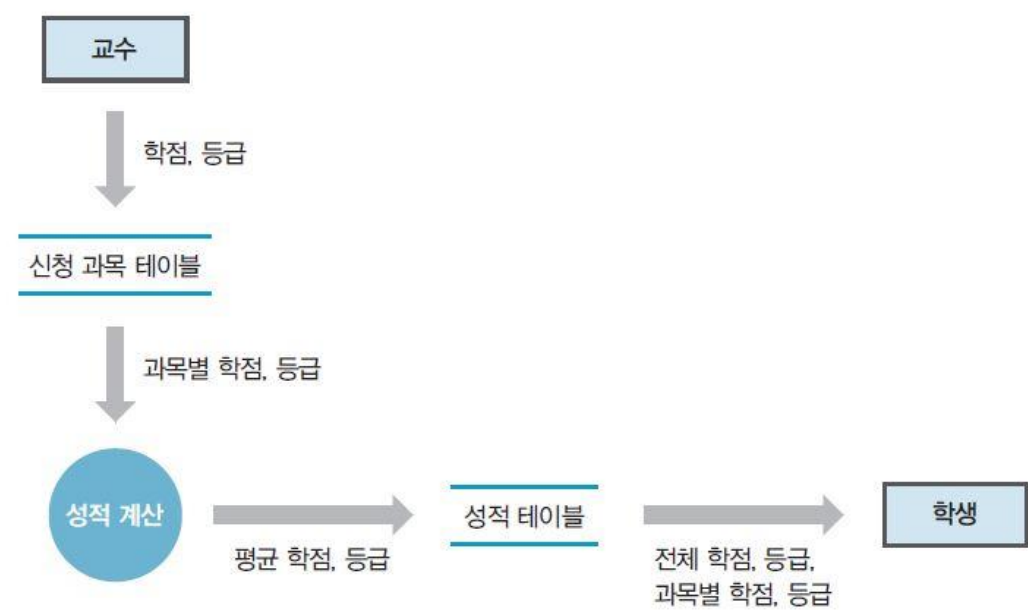 교수
학점, 등급
신청 과목 테이블
과목별 학점, 등급
성적 계산
평균 학점, 등급
성적 테이블
전체 학점, 등급,
과목별 학점, 등급
학생